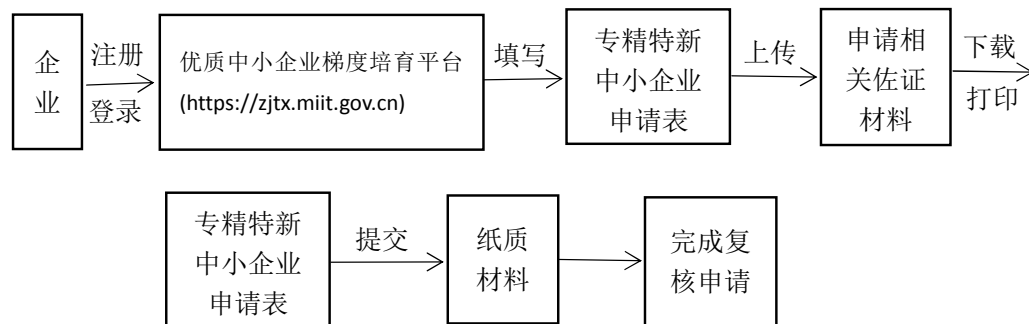 企
业
注册
登录
优质中小企业梯度培育平台
(https://zjtx.miit.gov.cn)
填写
专精特新
中小企业
申请表
上传
申请相
关佐证
材料
下载
打印
专精特新
中小企业
申请表
提交
纸质
材料
完成复
核申请